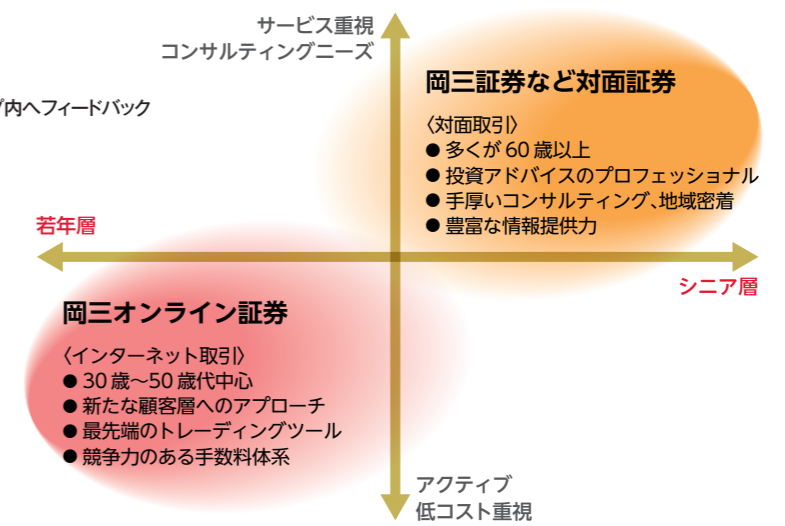 サービス重視
コンサルティングニーズ
内へフィードバック
岡三証券など対面証券
〈対面取引〉
● 多くが 60 歳以上
● 投資アドバイスのプロフェッショナル
● 手厚いコンサルティング、地域密着
● 豊富な情報提供力
若年層
シニア層
岡三オンライン証券
〈インターネット取引〉
● 30 歳~50 歳代中心
● 新たな顧客層へのアプローチ
● 最先端のトレーディングツール
● 競争力のある手数料体系
アクティブ
低コスト重視